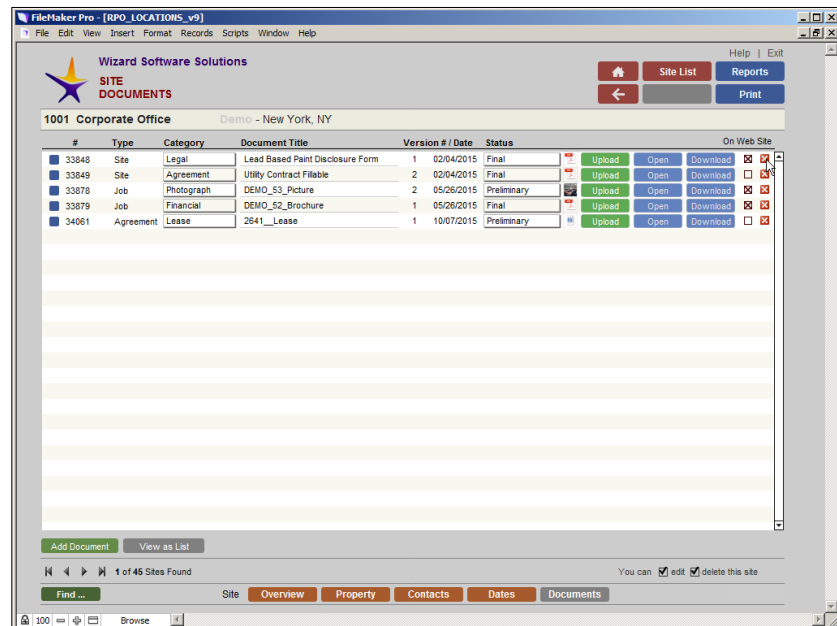 FileMaker Pro - [RPO_LOCATIONS_v9]
File Edit View Insert Format Records Scripts Window Help
Help | Exit
Wizard Software Solutions
SITE
DOCUMENTS
Site List Reports
Print
1001 Corporate Office Demo - New York, NY
# Type Category Document Title Version # / Date Status On Web Site
33848 Site Legal Lead Based Paint Disclosure Form 1 02/04/2015 Final Upload Open Download
33849 Site Agreement Utility Contract Fillable 2 02/04/2015 Final Upload Open Download
33878 Job Photograph DEMO_53_Picture 2 05/26/2015 Preliminary Upload Open Download
33879 Job Financial DEMO_52_Brochure 1 05/26/2015 Final Upload Open Download
34061 Agreement Lease 2641__Lease 1 10/07/2015 Preliminary Upload Open Download
Add Document View as List
1 of 45 Sites Found You can edit delete this site
Find ... Site Overview Property Contacts Dates Documents
100 Browse